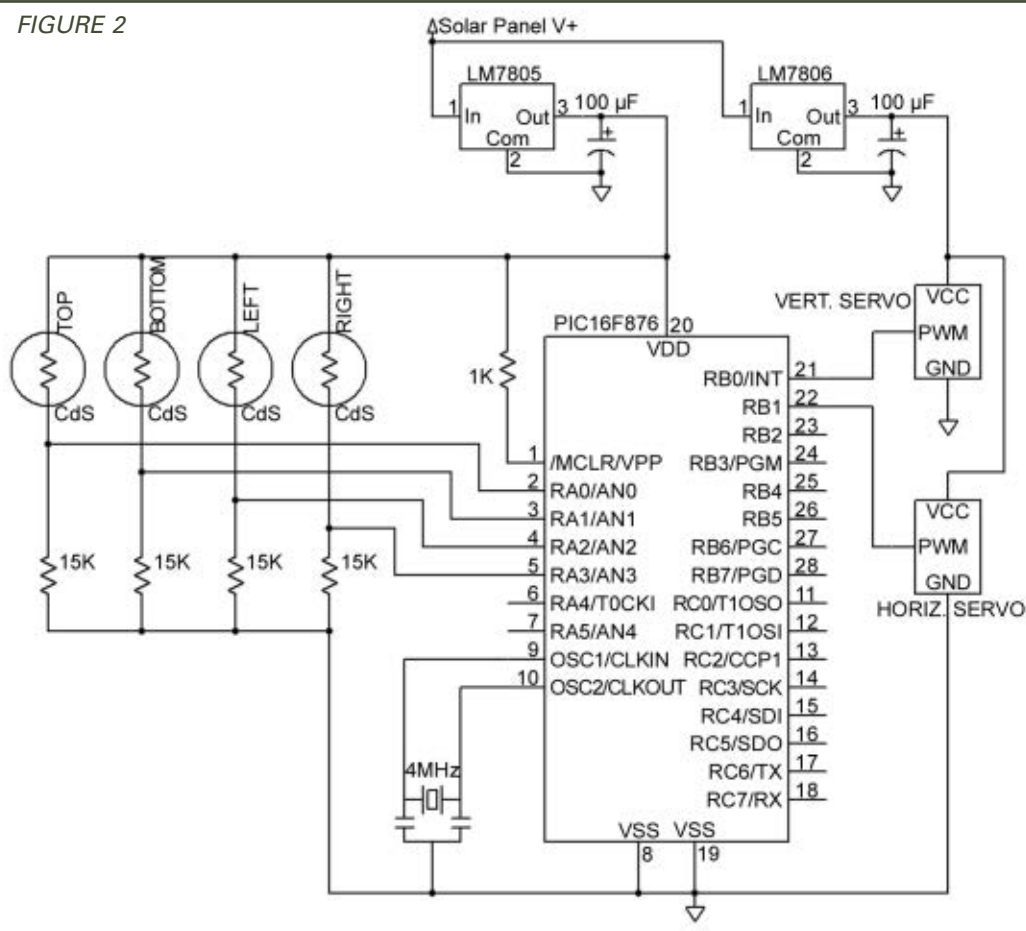 FIGURE 2
Solar Panel V+
LM7805
LM7806
1 In Out 3 100 µF
Com
2
1 In Out 3 100 µF
Com
2
TOP
BOTTOM
LEFT
RIGHT
CdS
CdS
CdS
CdS
1K
15K
15K
15K
15K
PIC16F876 20
VDD
1 /MCLR/VPP
2 RA0/AN0
3 RA1/AN1
4 RA2/AN2
5 RA3/AN3
6 RA4/T0CKI
7 RA5/AN4
9 OSC1/CLKIN
10 OSC2/CLKOUT
RB0/INT 21
RB1 22
RB2 23
RB3/PGM 24
RB4 25
RB5 26
RB6/PGC 27
RB7/PGD 28
RC0/T1OSO 11
RC1/T1OSI 12
RC2/CCP1 13
RC3/SCK 14
RC4/SDI 15
RC5/SDO 16
RC6/TX 17
RC7/RX 18
VSS VSS
8 19
4MHz
VERT. SERVO
VCC
PWM
GND
VCC
PWM
GND
HORIZ. SERVO